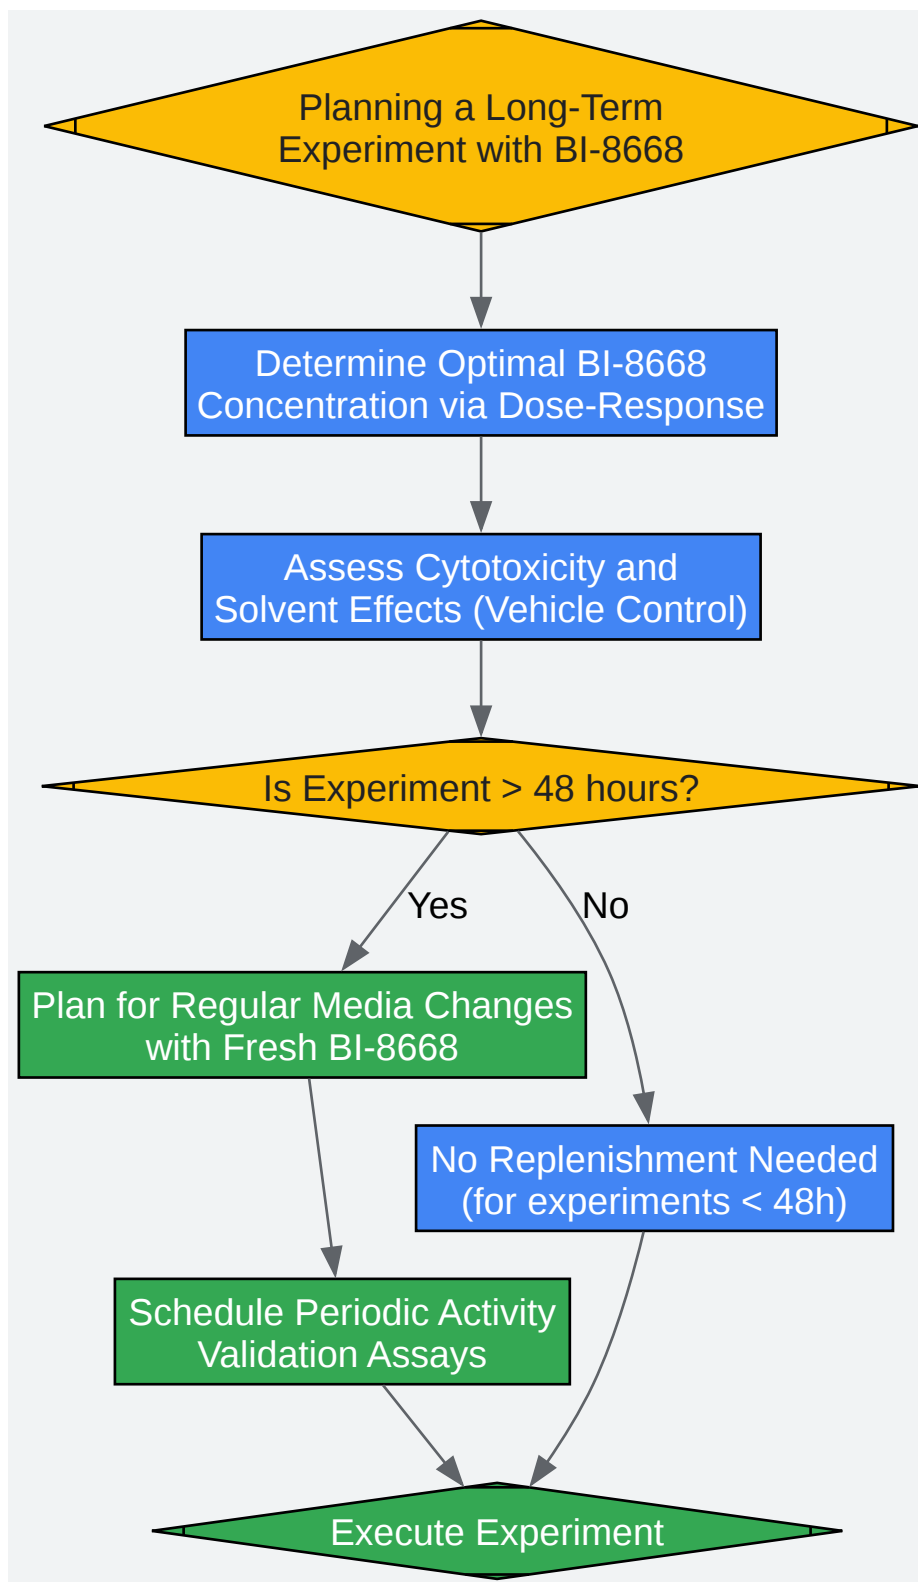 Planning a Long-Term
Experiment with BI-8668
Determine Optimal BI-8668
Concentration via Dose-Response
Assess Cytotoxicity and
Solvent Effects (Vehicle Control)
Is Experiment > 48 hours?
Yes
No
Plan for Regular Media Changes
with Fresh BI-8668
No Replenishment Needed
(for experiments < 48h)
Schedule Periodic Activity
Validation Assays
Execute Experiment